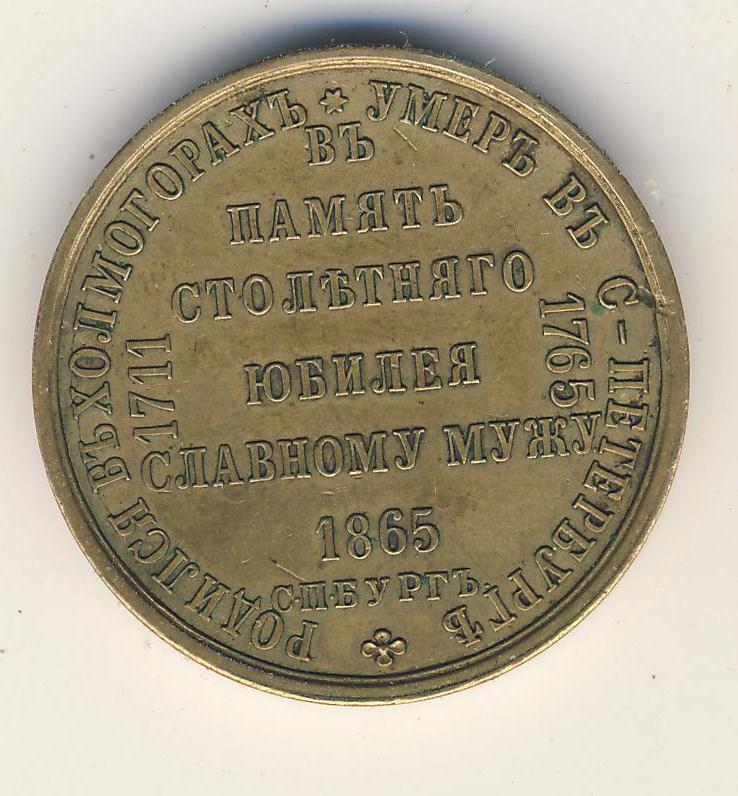 РОДИЛСЯ ВЪ ХОЛМОГОРАХЪ * УМЕРЪ ВЪ С-ПЕТЕРБУРГѢ
1711
1765
ВЪ
ПАМЯТЬ
СТОЛѢТНЯГО
ЮБИЛЕЯ
СЛАВНОМУ МУЖУ
1865
С·П·БУРГЪ.